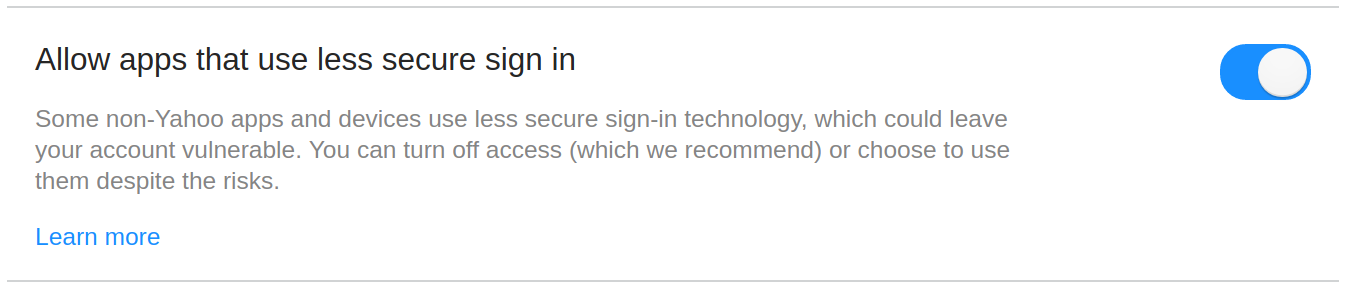 Allow apps that use less secure sign in
Some non-Yahoo apps and devices use less secure sign-in technology, which could leave
your account vulnerable. You can turn off access (which we recommend) or choose to use
them despite the risks.
Learn more